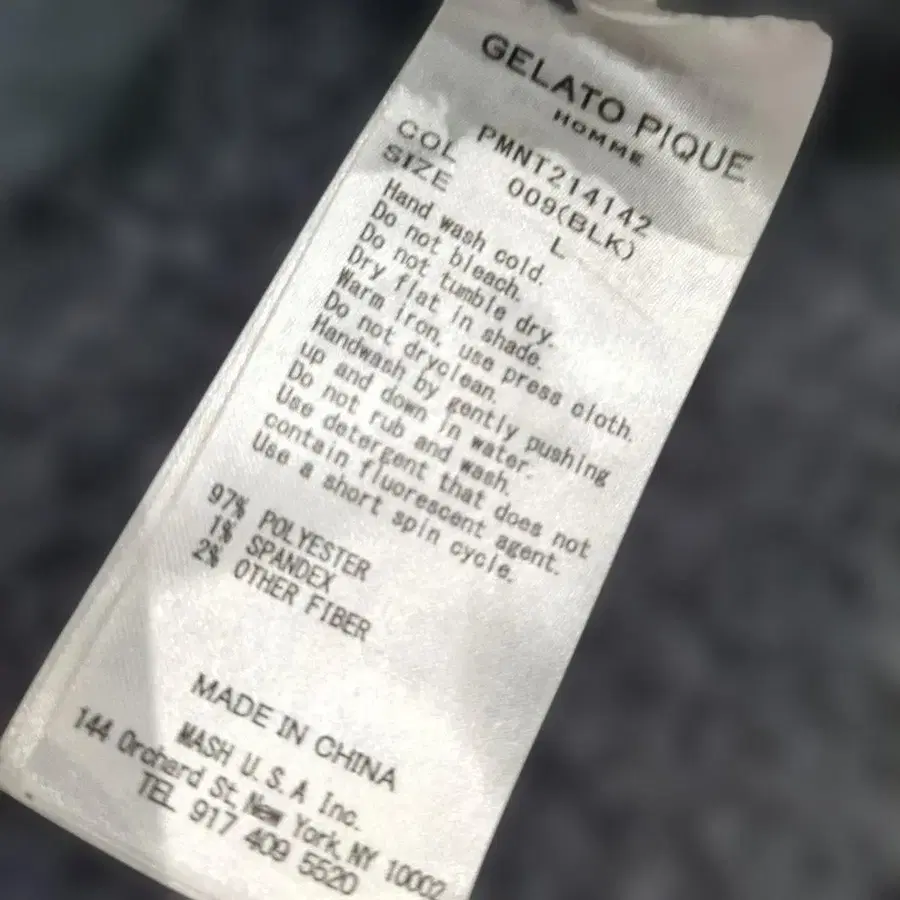 GELATO PIQUE
HOMME
PMNT214142
COL 009(BLK)
SIZE L
Hand wash cold.
Do not bleach.
Do not tumble dry.
Dry flat in shade.
Warm iron, use press cloth.
Do not dryclean.
Handwash by gently pushing
up and down in water.
Do not rub and wash.
Use detergent that does not
contain fluorescent agent.
Use a short spin cycle.
97% POLYESTER
1% SPANDEX
2% OTHER FIBER
MADE IN CHINA
MASH U.S.A Inc.
144 Orchard St, New York, NY 10002
TEL 917 409 5520